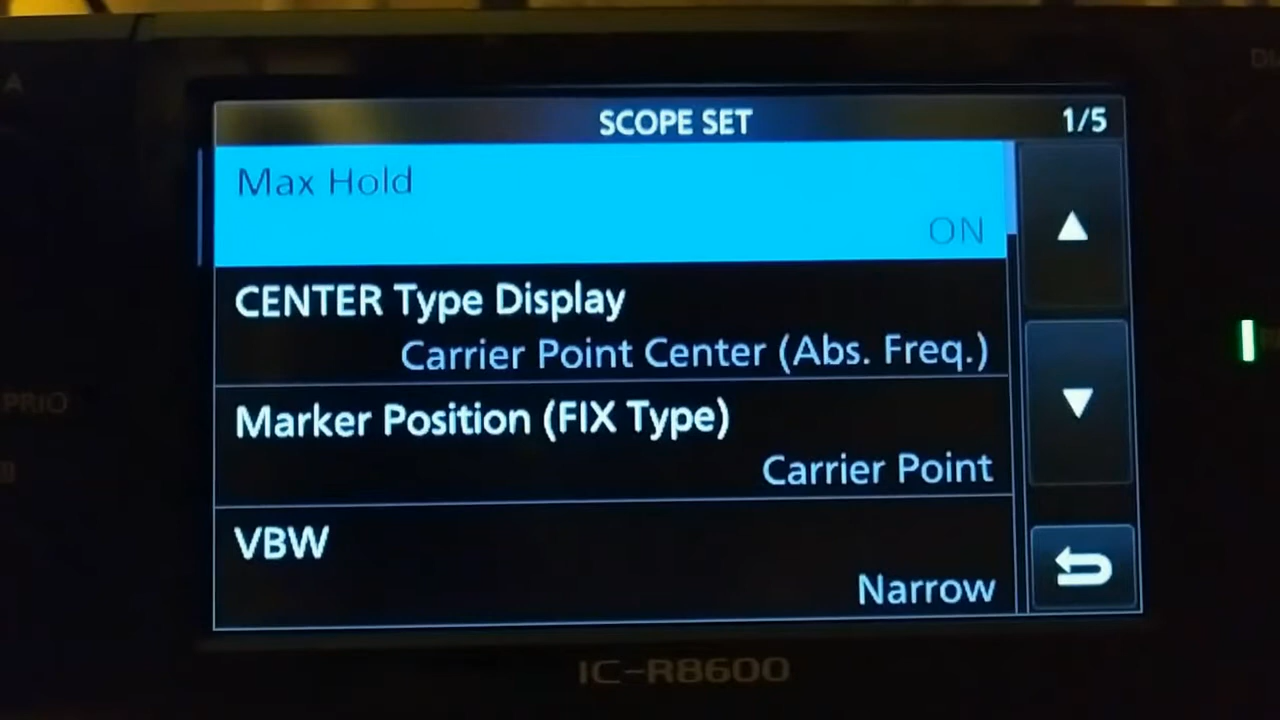 A
SCOPE SET
1/5
Max Hold
ON
CENTER Type Display
Carrier Point Center (Abs. Freq.)
Marker Position (FIX Type)
PRIO
Carrier Point
VBW
Narrow
IC-R8600